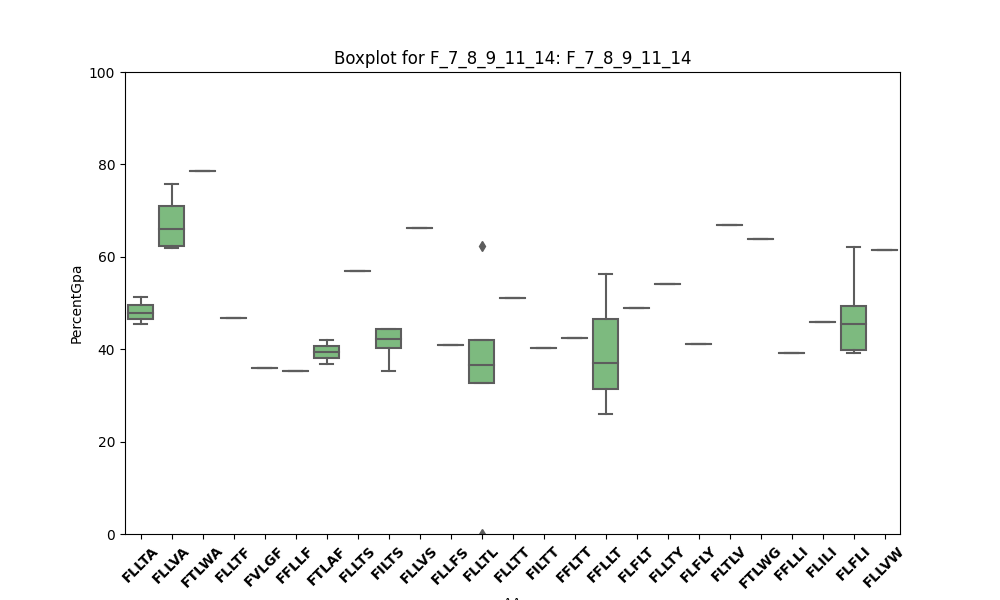 Boxplot for F_7_8_9_11_14: F_7_8_9_11_14
100
80
60
40
20
0
PercentGpa
FLLTA
FLLVA
FTLWA
FLLTF
FVLGF
FFLLF
FTLAF
FLLTS
FILTS
FLLVS
FLLFS
FLLTL
FLLTT
FILTT
FFLTT
FFLLT
FLFLT
FLLTY
FLFLY
FLTLV
FTLWG
FFLLI
FLILI
FLFLI
FLLVW